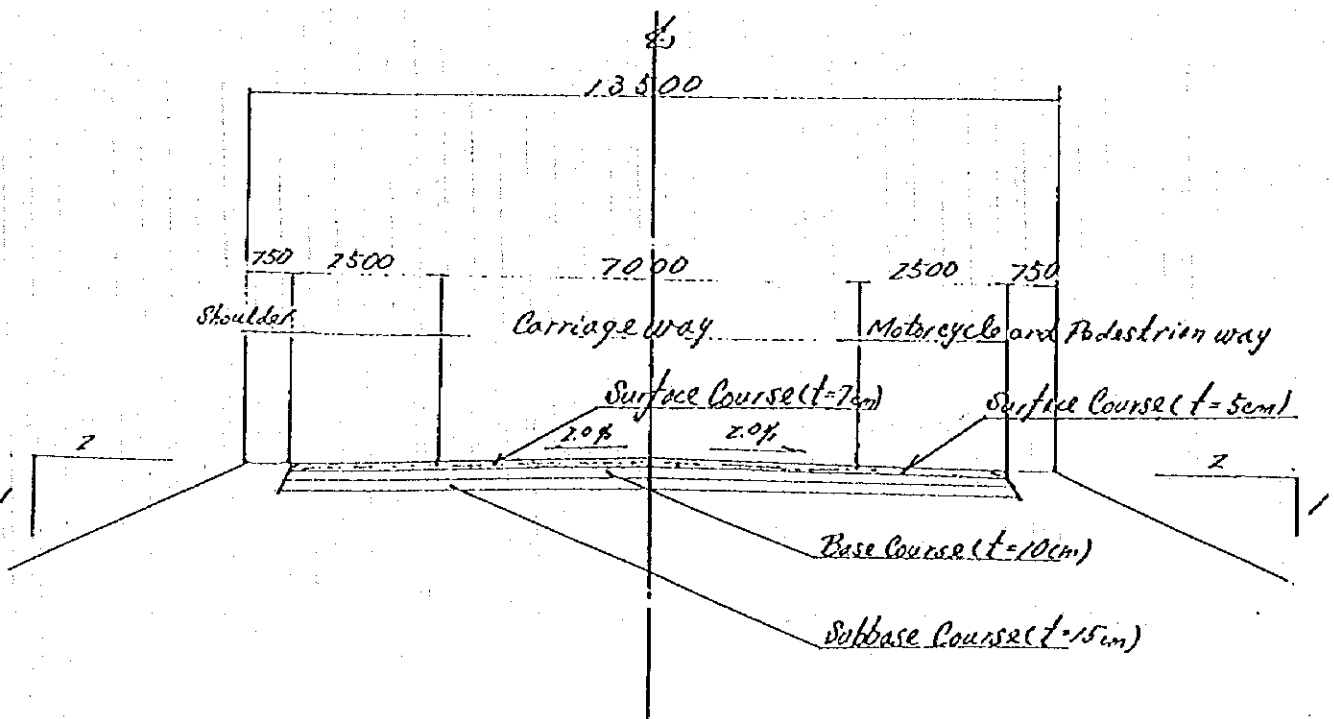 ℄
13500
750 2500 7000 2500 750
Shoulder Carriage way Motorcycle and Pedestrian way
Surface Course (t=7cm) Surface Course (t=5cm)
2 2.0% 2.0% 2
1 1
Base Course (t=10cm)
Subbase Course (t=15cm)